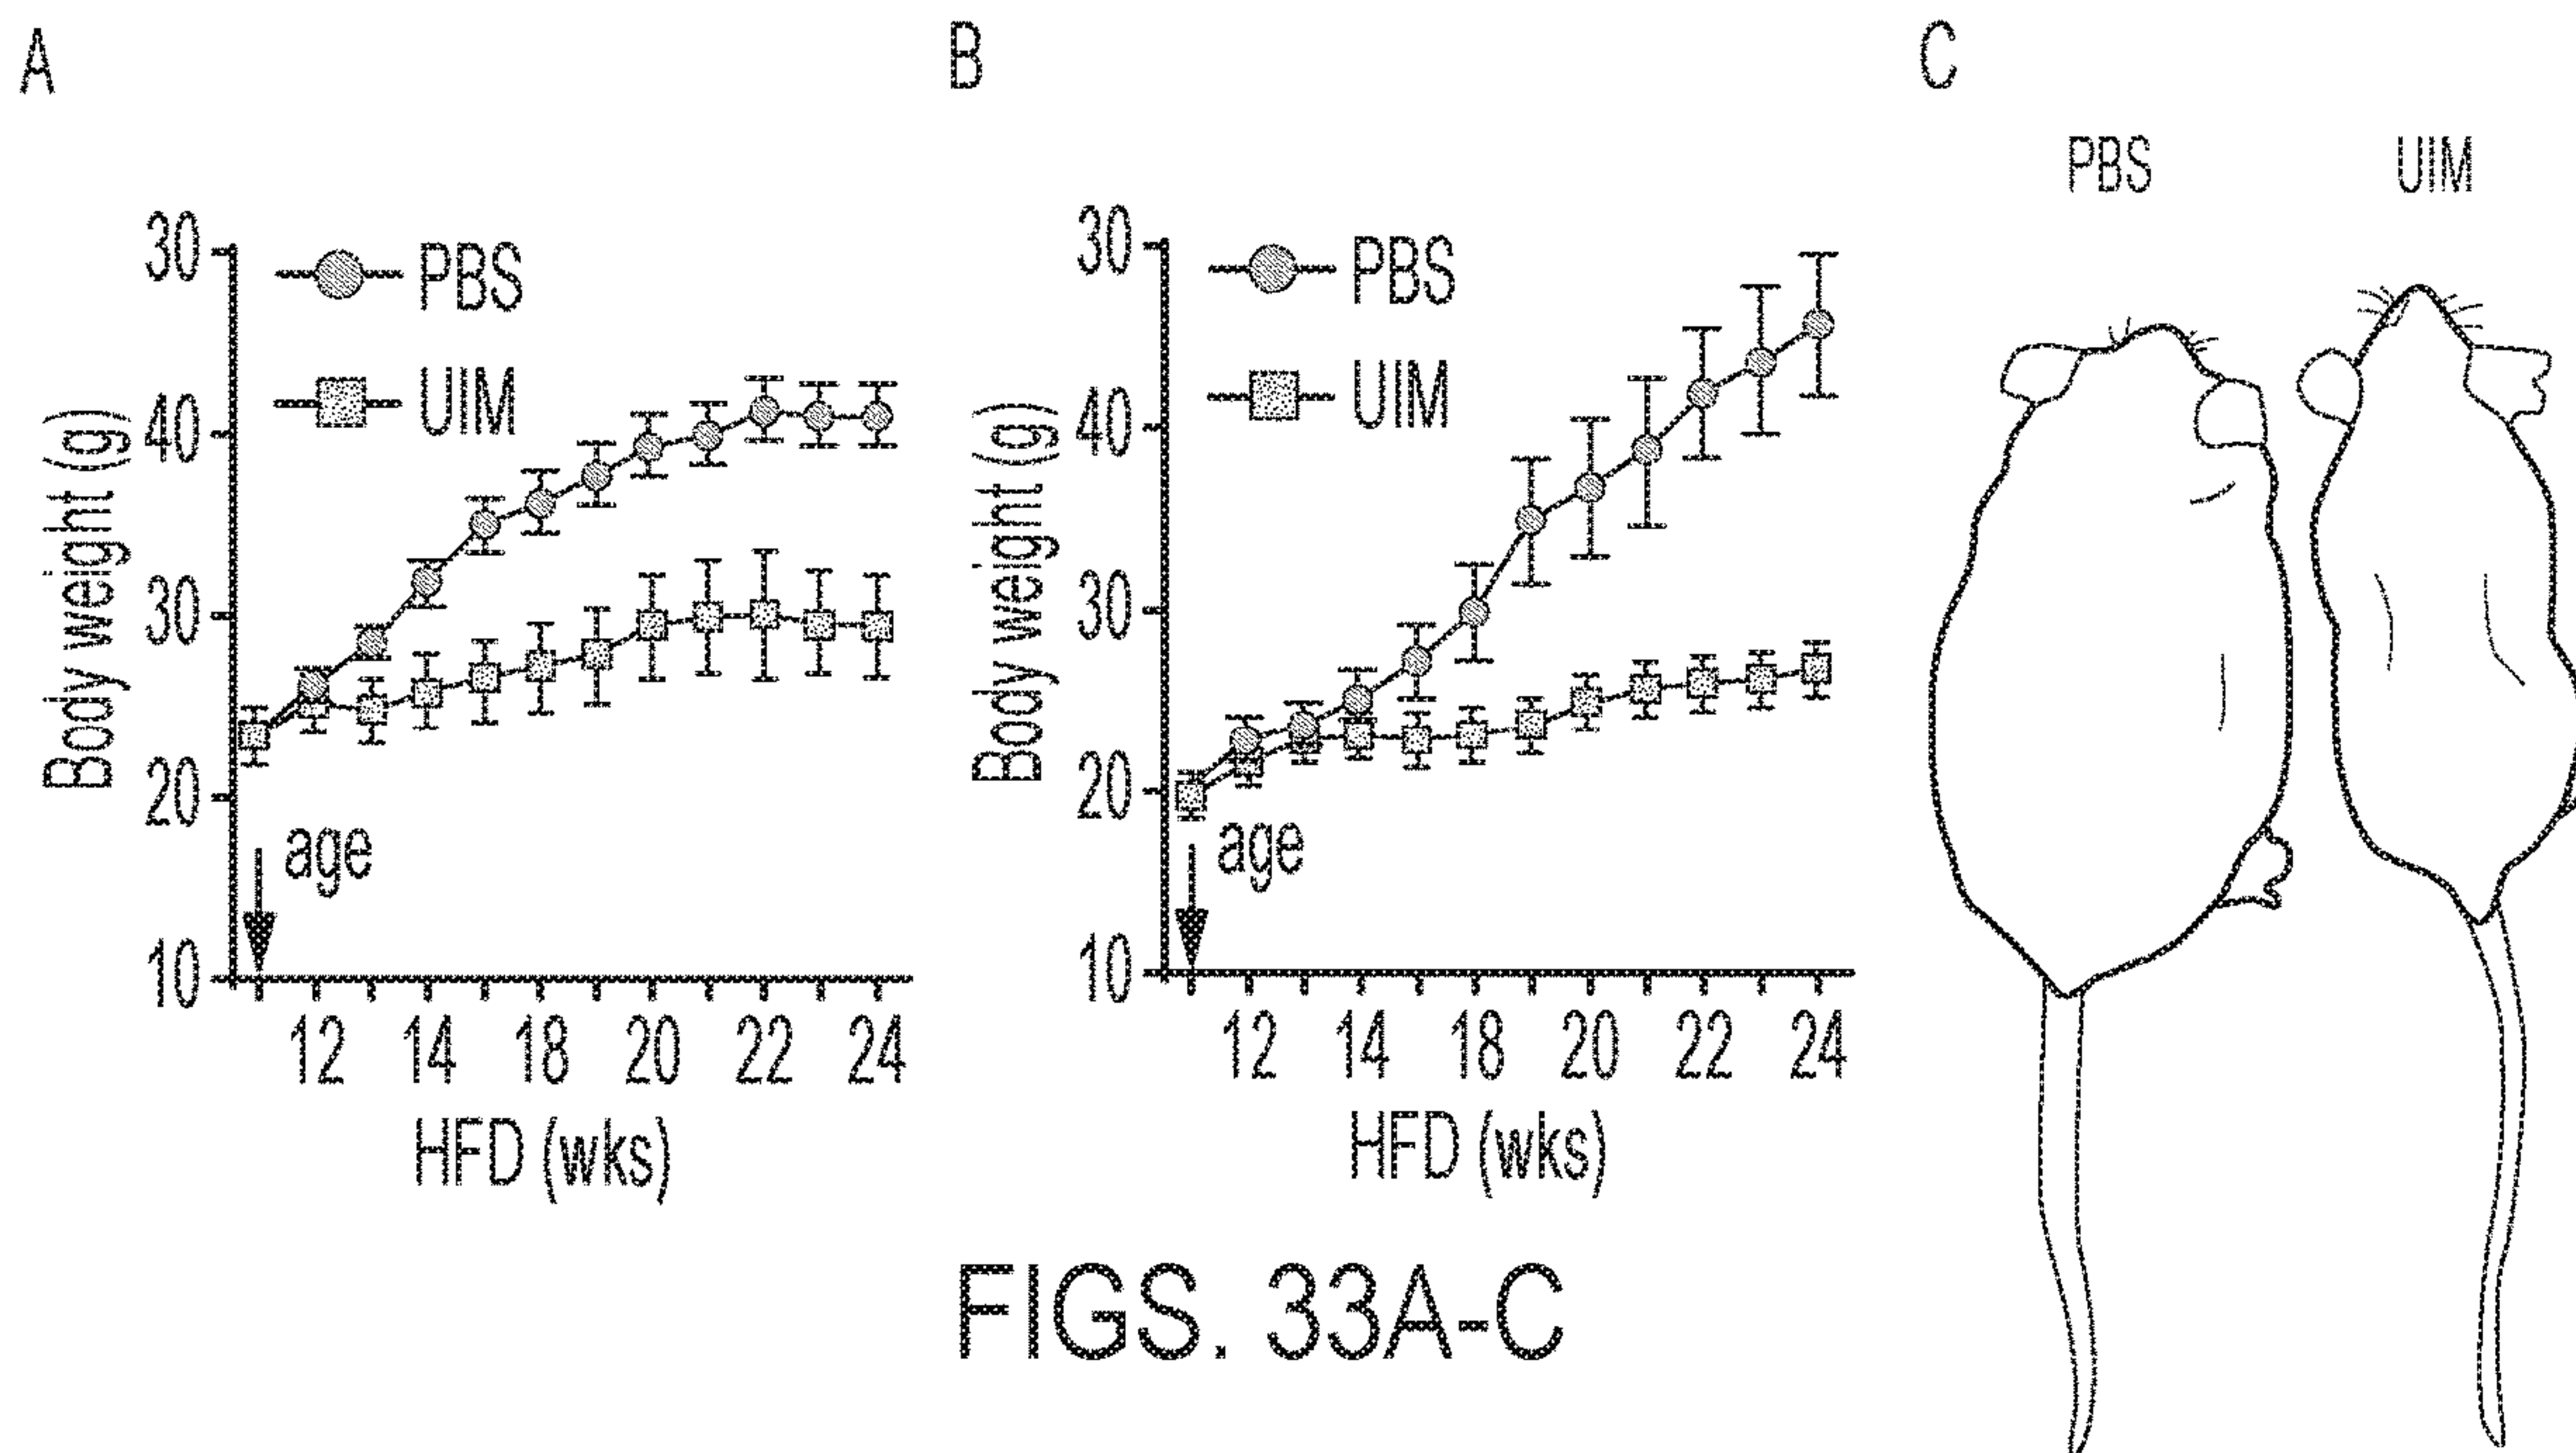 A
B
C
PBS
UIM
30
40
30
20
10
Body weight (g)
PBS
UIM
age
12 14 18 20 22 24
HFD (wks)
30
40
30
20
10
Body weight (g)
PBS
UIM
age
12 14 18 20 22 24
HFD (wks)
FIGS. 33A-C